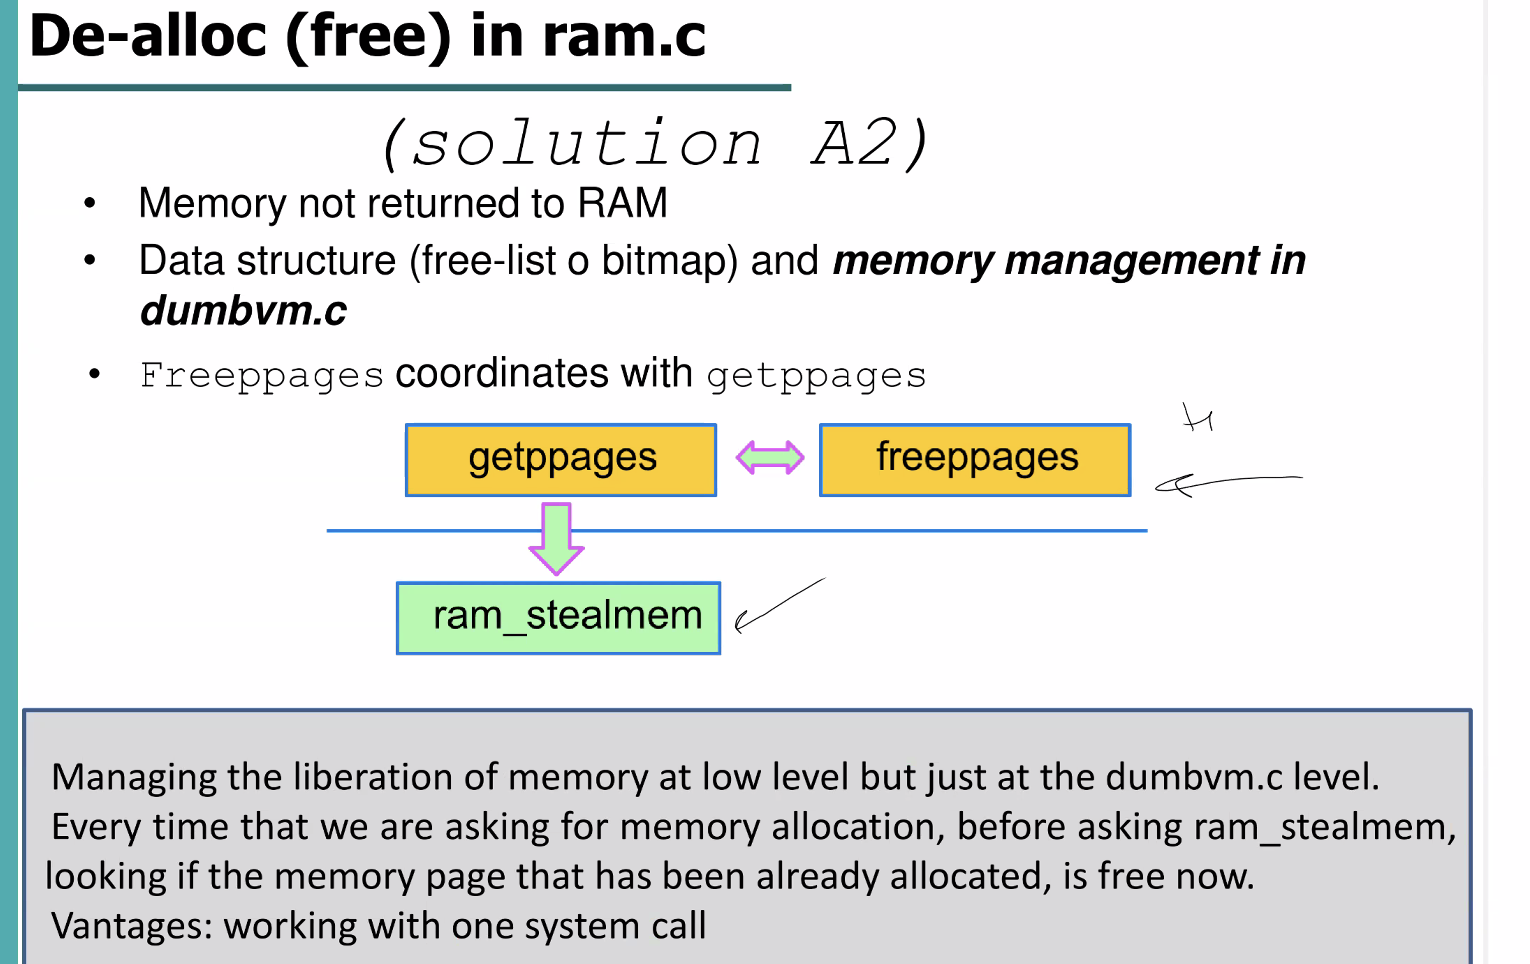 De-alloc (free) in ram.c
(solution A2)
• Memory not returned to RAM
• Data structure (free-list o bitmap) and memory management in
dumbvm.c
• Freeppages coordinates with getppages
getppages
freeppages
ram_stealmem
Managing the liberation of memory at low level but just at the dumbvm.c level.
Every time that we are asking for memory allocation, before asking ram_stealmem,
looking if the memory page that has been already allocated, is free now.
Vantages: working with one system call